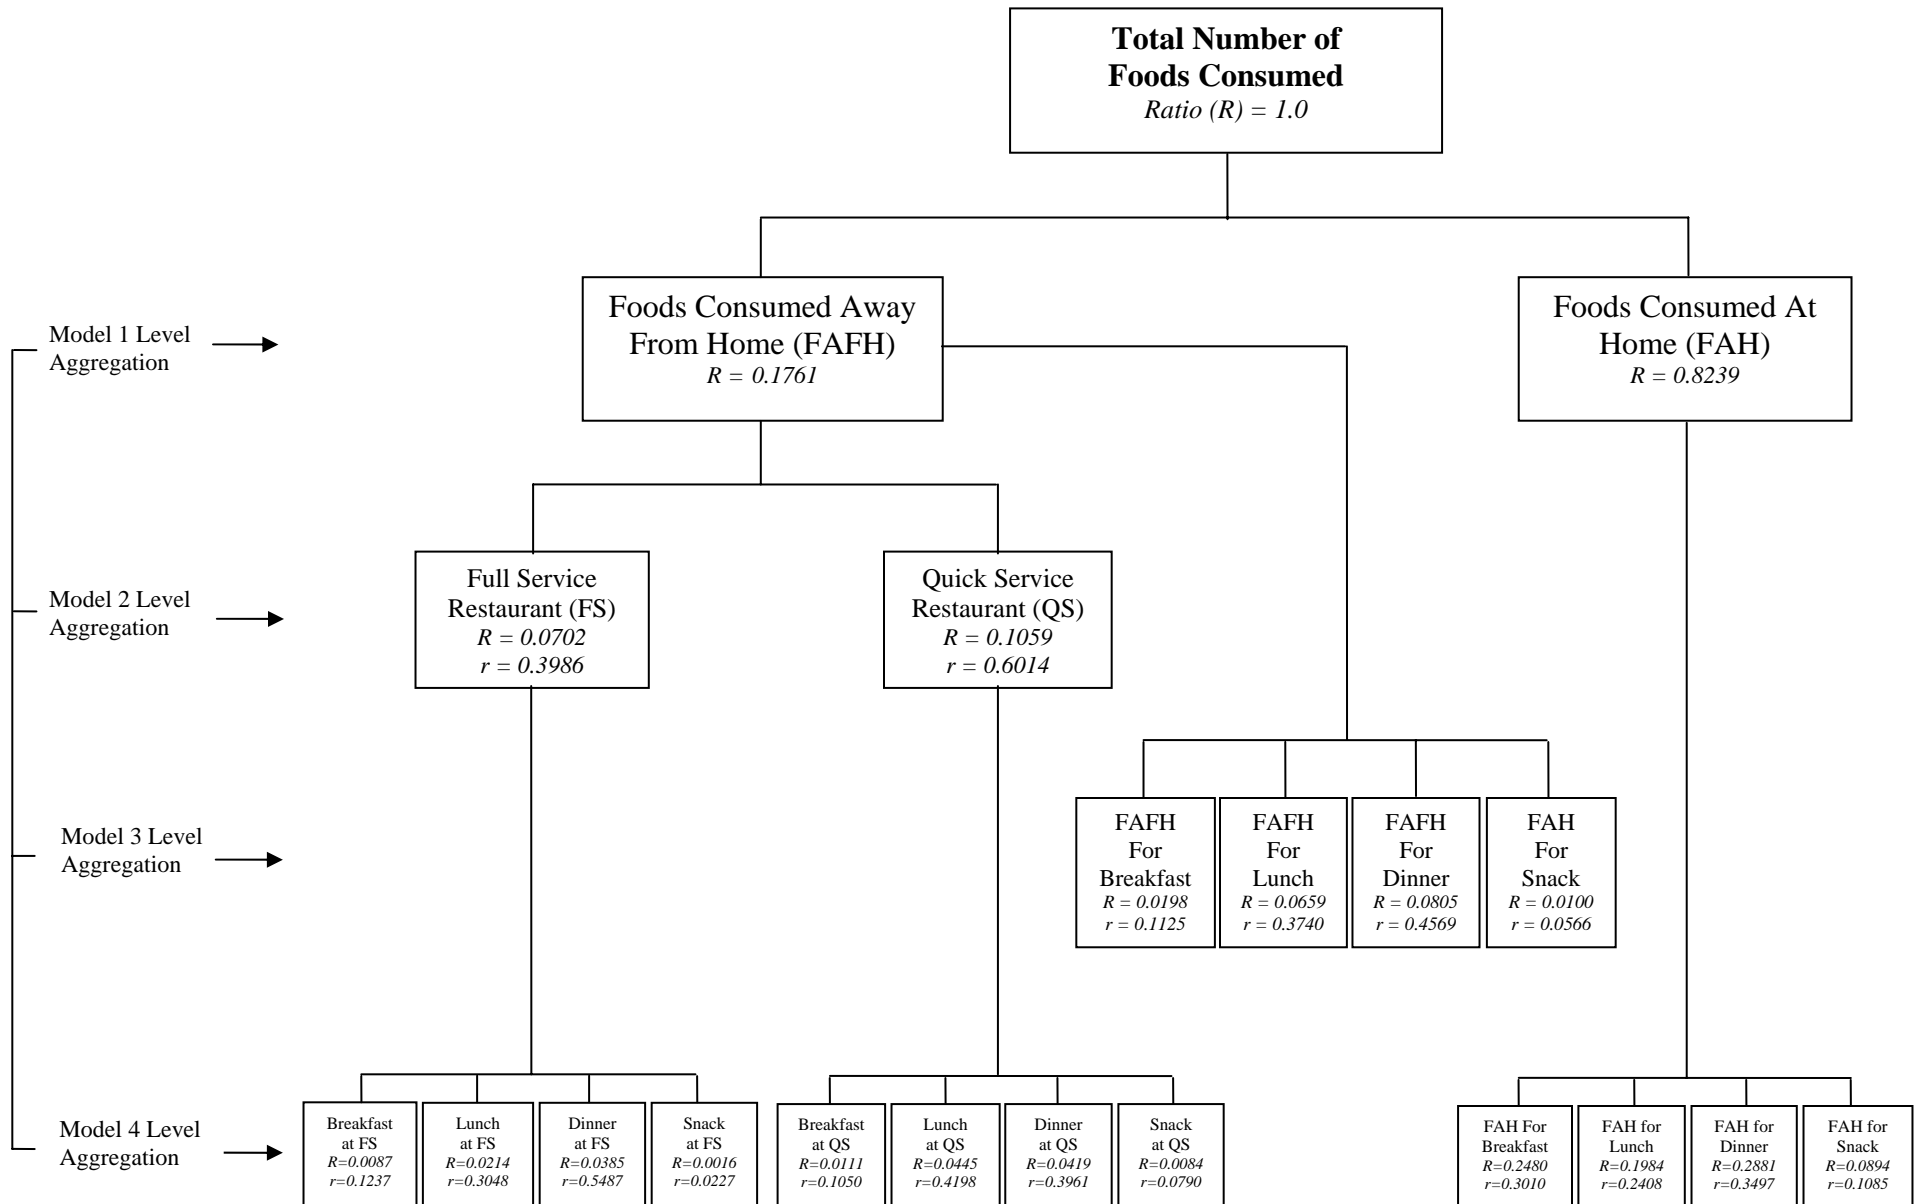 Total Number of
Foods Consumed
Ratio (R) = 1.0
Model 1 Level
Aggregation
Foods Consumed Away
From Home (FAFH)
R = 0.1761
Foods Consumed At
Home (FAH)
R = 0.8239
Model 2 Level
Aggregation
Full Service
Restaurant (FS)
R = 0.0702
r = 0.3986
Quick Service
Restaurant (QS)
R = 0.1059
r = 0.6014
Model 3 Level
Aggregation
FAFH
For
Breakfast
R = 0.0198
r = 0.1125
FAFH
For
Lunch
R = 0.0659
r = 0.3740
FAFH
For
Dinner
R = 0.0805
r = 0.4569
FAH
For
Snack
R = 0.0100
r = 0.0566
Model 4 Level
Aggregation
Breakfast
at FS
R=0.0087
r=0.1237
Lunch
at FS
R=0.0214
r=0.3048
Dinner
at FS
R=0.0385
r=0.5487
Snack
at FS
R=0.0016
r=0.0227
Breakfast
at QS
R=0.0111
r=0.1050
Lunch
at QS
R=0.0445
r=0.4198
Dinner
at QS
R=0.0419
r=0.3961
Snack
at QS
R=0.0084
r=0.0790
FAH For
Breakfast
R=0.2480
r=0.3010
FAH for
Lunch
R=0.1984
r=0.2408
FAH for
Dinner
R=0.2881
r=0.3497
FAH for
Snack
R=0.0894
r=0.1085